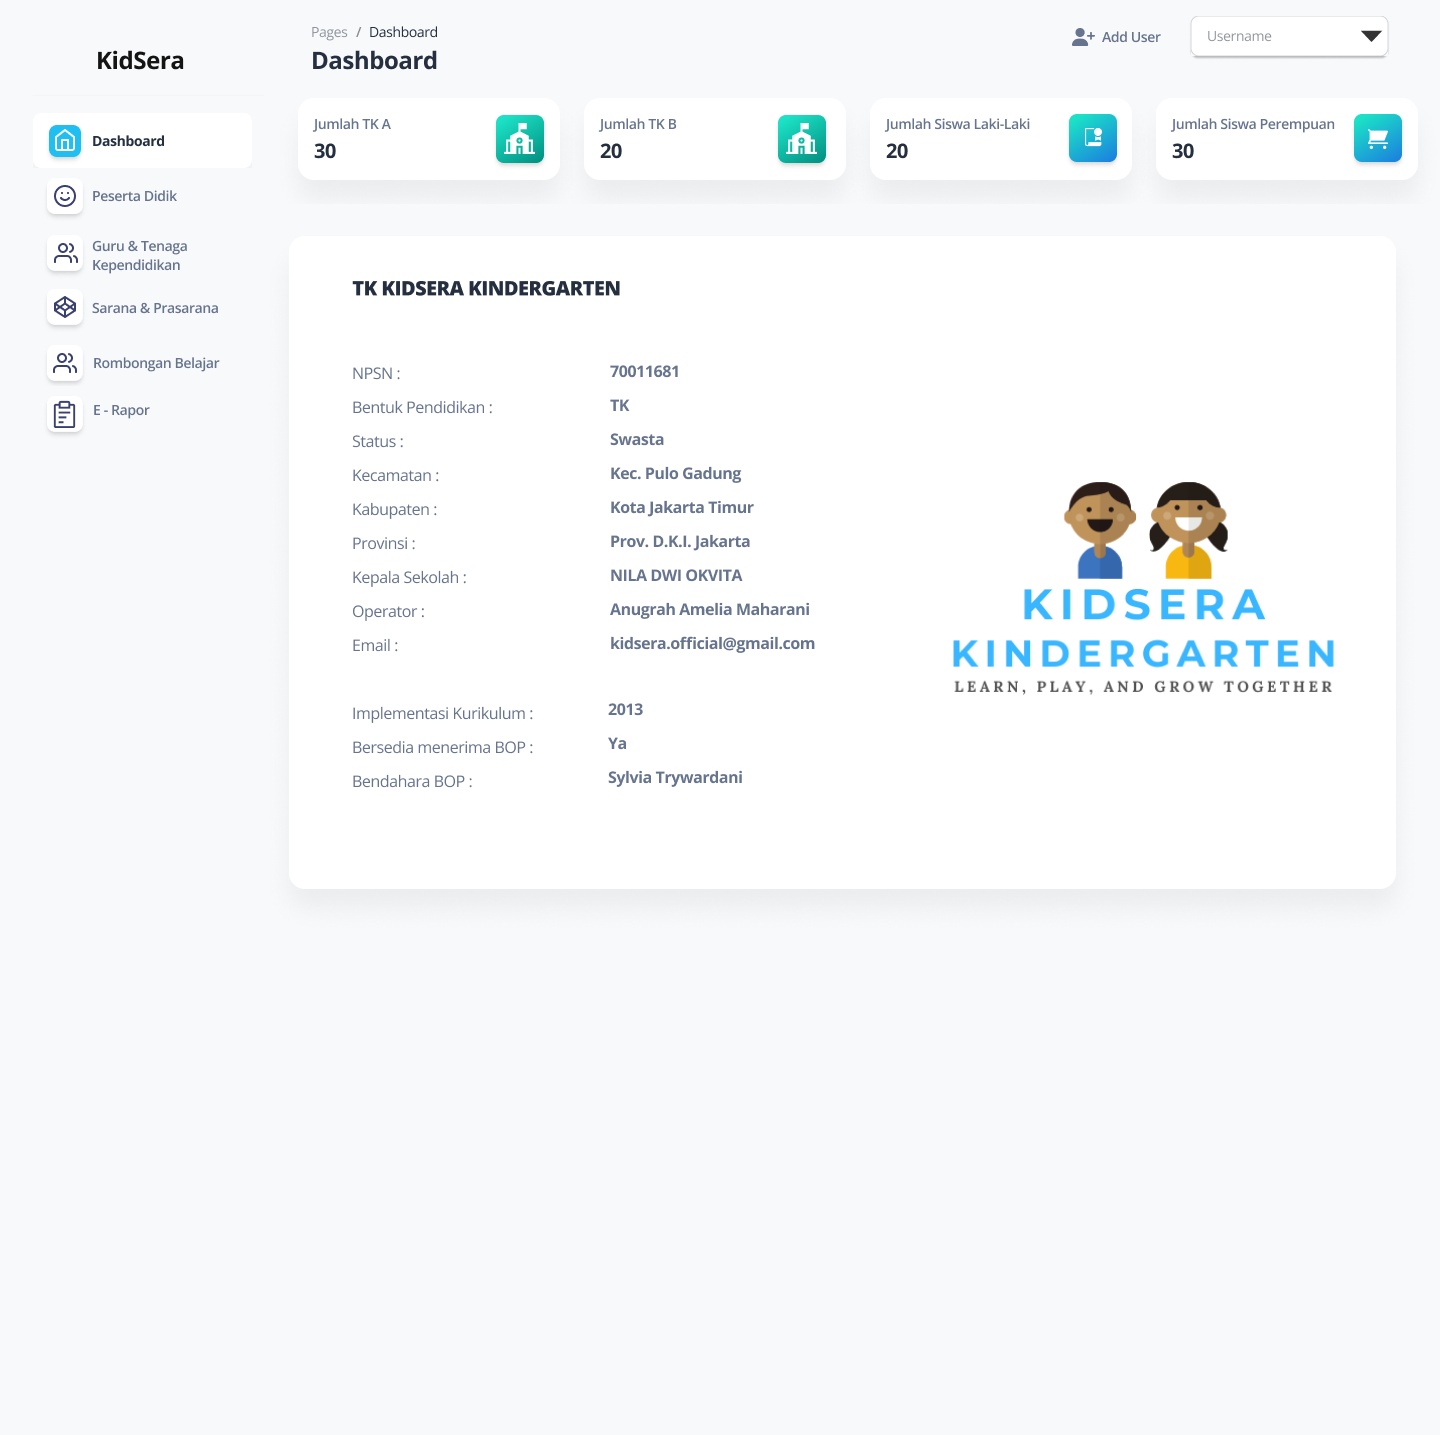 KidSera
Dashboard
Peserta Didik
Guru & Tenaga
Kependidikan
Sarana & Prasarana
Rombongan Belajar
E - Rapor
Pages / Dashboard
Dashboard
Add User
Username
Jumlah TK A
30
Jumlah TK B
20
Jumlah Siswa Laki-Laki
20
Jumlah Siswa Perempuan
30
TK KIDSERA KINDERGARTEN
NPSN : 70011681
Bentuk Pendidikan : TK
Status : Swasta
Kecamatan : Kec. Pulo Gadung
Kabupaten : Kota Jakarta Timur
Provinsi : Prov. D.K.I. Jakarta
Kepala Sekolah : NILA DWI OKVITA
Operator : Anugrah Amelia Maharani
Email : kidsera.official@gmail.com
Implementasi Kurikulum : 2013
Bersedia menerima BOP : Ya
Bendahara BOP : Sylvia Trywardani
KIDSERA
KINDERGARTEN
LEARN, PLAY, AND GROW TOGETHER